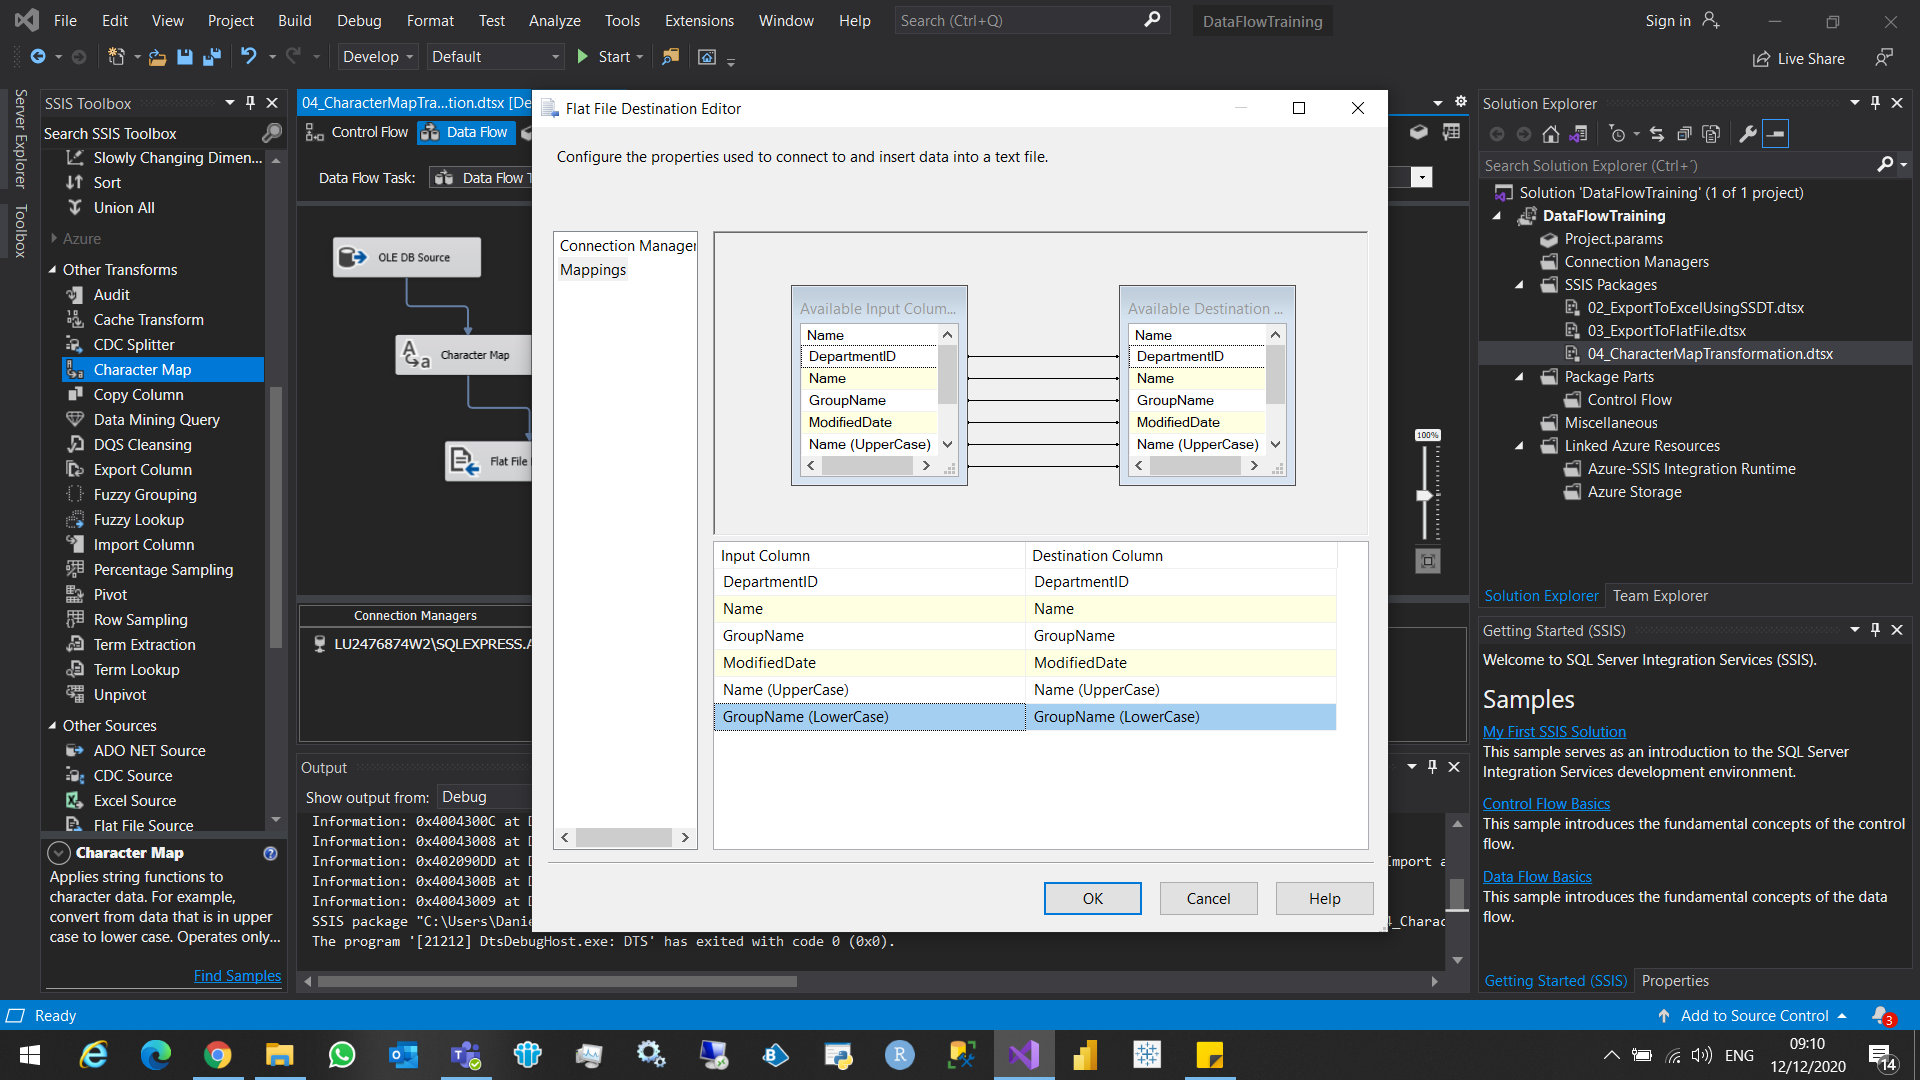 File Edit View Project Build Debug Format Test Analyze Tools Extensions Window Help Search (Ctrl+Q) DataFlowTraining Sign in
Develop Default Start Live Share
Server Explorer
Toolbox
SSIS Toolbox
Search SSIS Toolbox
Slowly Changing Dimen...
Sort
Union All
Azure
Other Transforms
Audit
Cache Transform
CDC Splitter
Character Map
Copy Column
Data Mining Query
DQS Cleansing
Export Column
Fuzzy Grouping
Fuzzy Lookup
Import Column
Percentage Sampling
Pivot
Row Sampling
Term Extraction
Term Lookup
Unpivot
Other Sources
ADO NET Source
CDC Source
Excel Source
Flat File Source
Character Map
Applies string functions to
character data. For example,
convert from data that is in upper
case to lower case. Operates only...
Find Samples
04_CharacterMapTra...tion.dtsx [De
Control Flow Data Flow
Data Flow Task: Data Flow T
OLE DB Source
Character Map
Flat File
100%
Connection Managers
LU2476874W2\SQLEXPRESS.A
Output
Show output from: Debug
Information: 0x4004300C at D
Information: 0x40043008 at D
Information: 0x402090DD at D
Import a
Information: 0x4004300B at D
Information: 0x40043009 at D
SSIS package "C:\Users\Danie
4_Charac
The program '[21212] DtsDebugHost.exe: DTS' has exited with code 0 (0x0).
Flat File Destination Editor
Configure the properties used to connect to and insert data into a text file.
Connection Manager
Mappings
Available Input Colum...
Name
DepartmentID
Name
GroupName
ModifiedDate
Name (UpperCase)
Available Destination ...
Name
DepartmentID
Name
GroupName
ModifiedDate
Name (UpperCase)
Input Column Destination Column
DepartmentID DepartmentID
Name Name
GroupName GroupName
ModifiedDate ModifiedDate
Name (UpperCase) Name (UpperCase)
GroupName (LowerCase) GroupName (LowerCase)
OK Cancel Help
Solution Explorer
Search Solution Explorer (Ctrl+´)
Solution 'DataFlowTraining' (1 of 1 project)
DataFlowTraining
Project.params
Connection Managers
SSIS Packages
02_ExportToExcelUsingSSDT.dtsx
03_ExportToFlatFile.dtsx
04_CharacterMapTransformation.dtsx
Package Parts
Control Flow
Miscellaneous
Linked Azure Resources
Azure-SSIS Integration Runtime
Azure Storage
Solution Explorer Team Explorer
Getting Started (SSIS)
Welcome to SQL Server Integration Services (SSIS).
Samples
My First SSIS Solution
This sample serves as an introduction to the SQL Server
Integration Services development environment.
Control Flow Basics
This sample introduces the fundamental concepts of the control
flow.
Data Flow Basics
This sample introduces the fundamental concepts of the data
flow.
Getting Started (SSIS) Properties
Ready Add to Source Control 3
ENG 09:10
12/12/2020 14